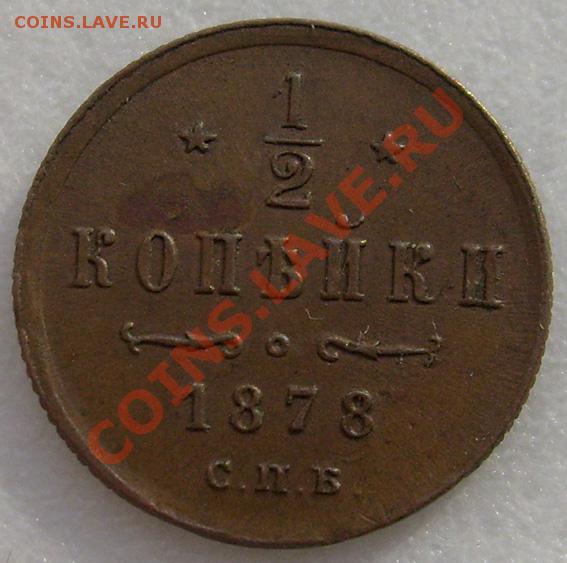 COINS.LAVE.RU
1
2
КОПѢЙКИ
1878
С.П.Б.
COINS.LAVE.RU